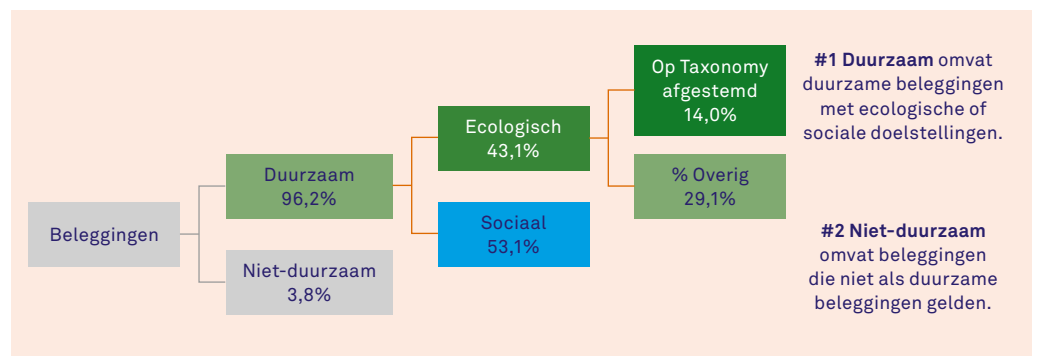 Beleggingen
Duurzaam
96,2%
Niet-duurzaam
3,8%
Ecologisch
43,1%
Sociaal
53,1%
Op Taxonomy
afgestemd
14,0%
% Overig
29,1%
#1 Duurzaam omvat
duurzame beleggingen
met ecologische of
sociale doelstellingen.
#2 Niet-duurzaam
omvat beleggingen
die niet als duurzame
beleggingen gelden.